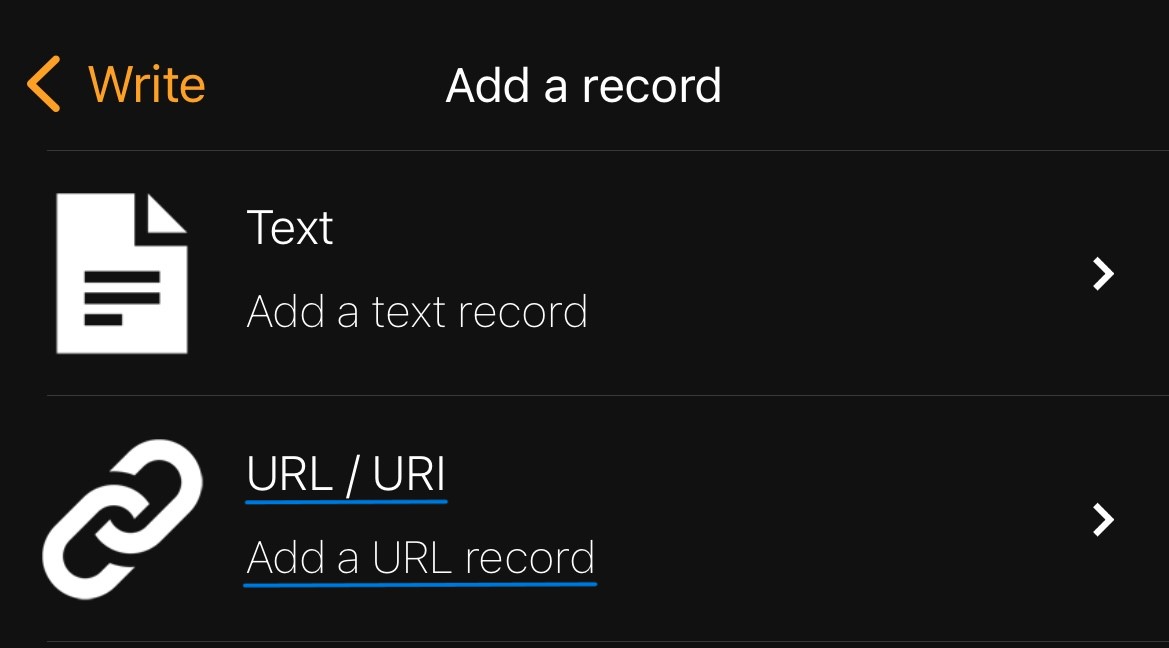 Write
Add a record
Text
Add a text record
URL / URI
Add a URL record